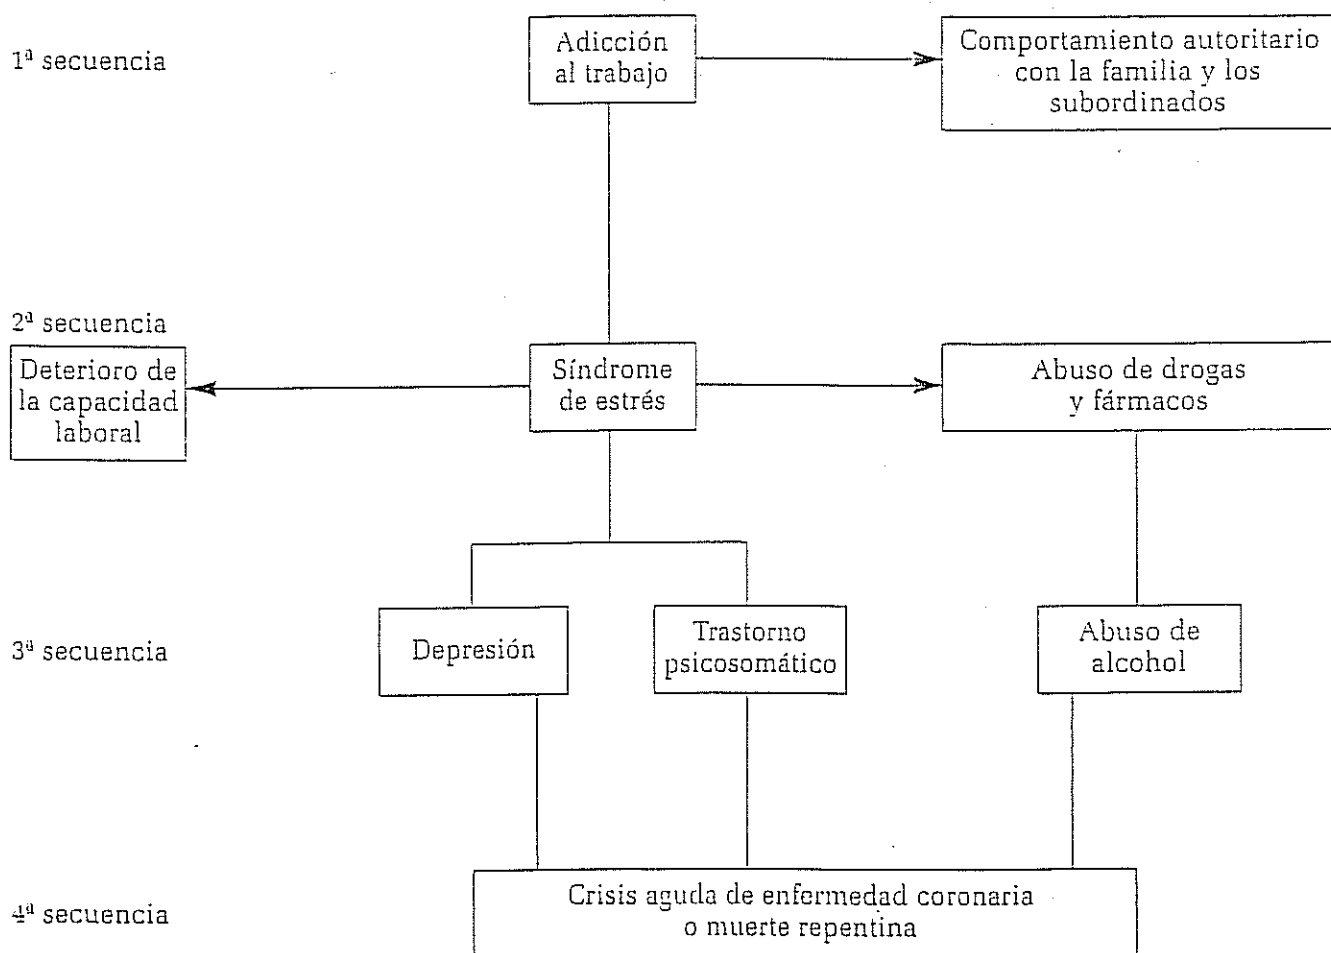 1ª secuencia
Adicción
al trabajo
Comportamiento autoritario
con la familia y los
subordinados
2ª secuencia
Deterioro de
la capacidad
laboral
Síndrome
de estrés
Abuso de drogas
y fármacos
3ª secuencia
Depresión
Trastorno
psicosomático
Abuso de
alcohol
4ª secuencia
Crisis aguda de enfermedad coronaria
o muerte repentina